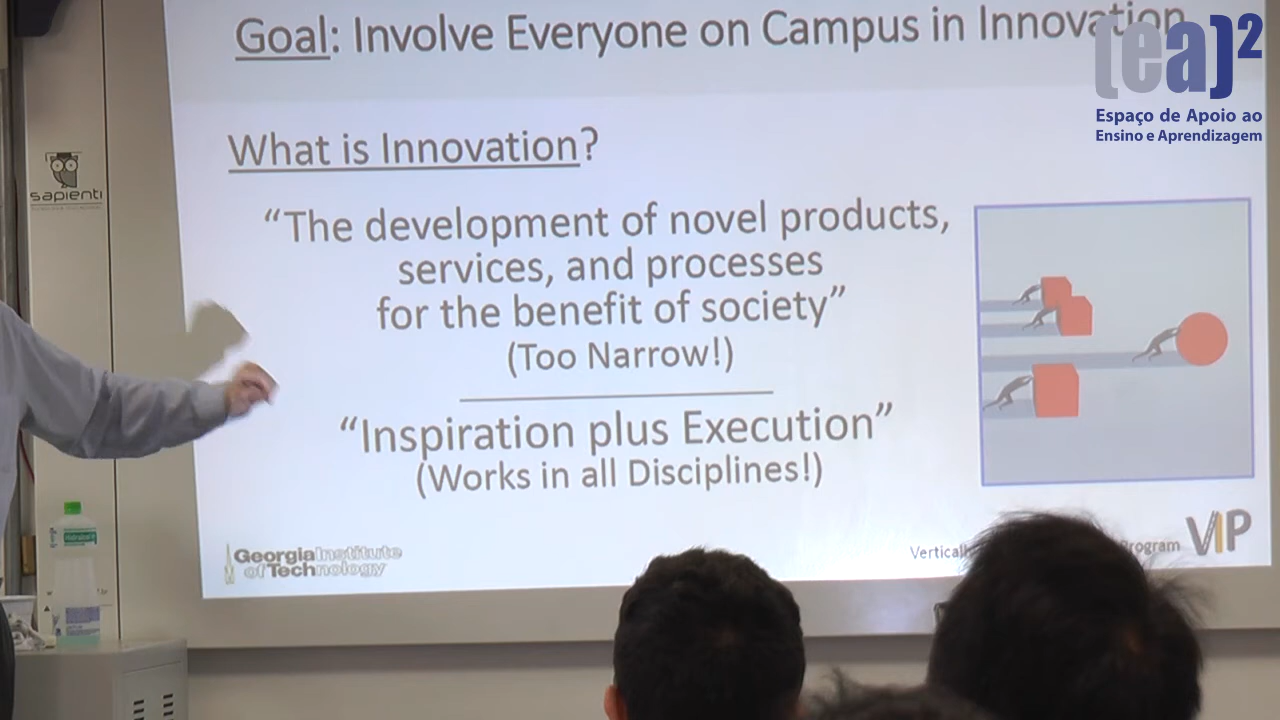 Goal: Involve Everyone on Campus in Innovation
(ea)²
Espaço de Apoio ao
Ensino e Aprendizagem
What is Innovation?
sapienti
“The development of novel products,
services, and processes
for the benefit of society”
(Too Narrow!)
“Inspiration plus Execution”
(Works in all Disciplines!)
Georgia Institute
of Technology
Program
VIP